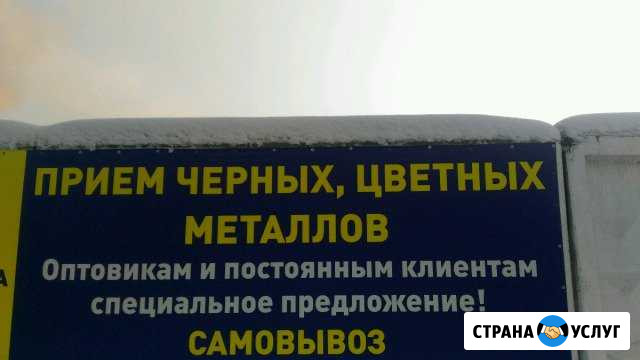 ПРИЕМ ЧЕРНЫХ, ЦВЕТНЫХ
МЕТАЛЛОВ
Оптовикам и постоянным клиентам
специальное предложение!
САМОВЫВОЗ
СТРАНА УСЛУГ